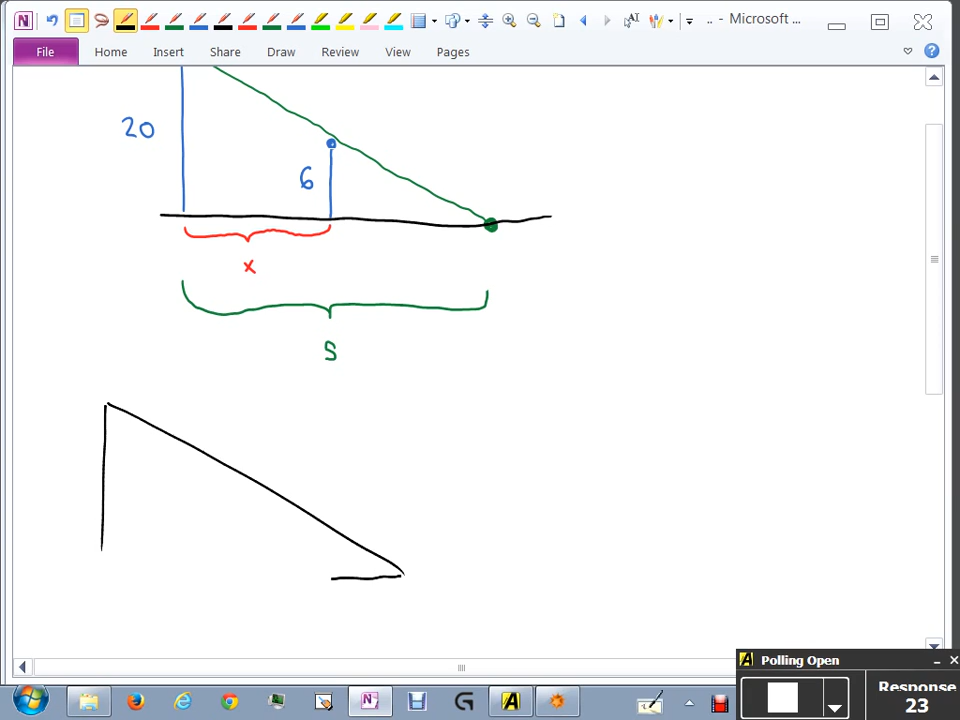 .. - Microsoft ...
File Home Insert Share Draw Review View Pages
20
6
x
S
Polling Open
Response
23